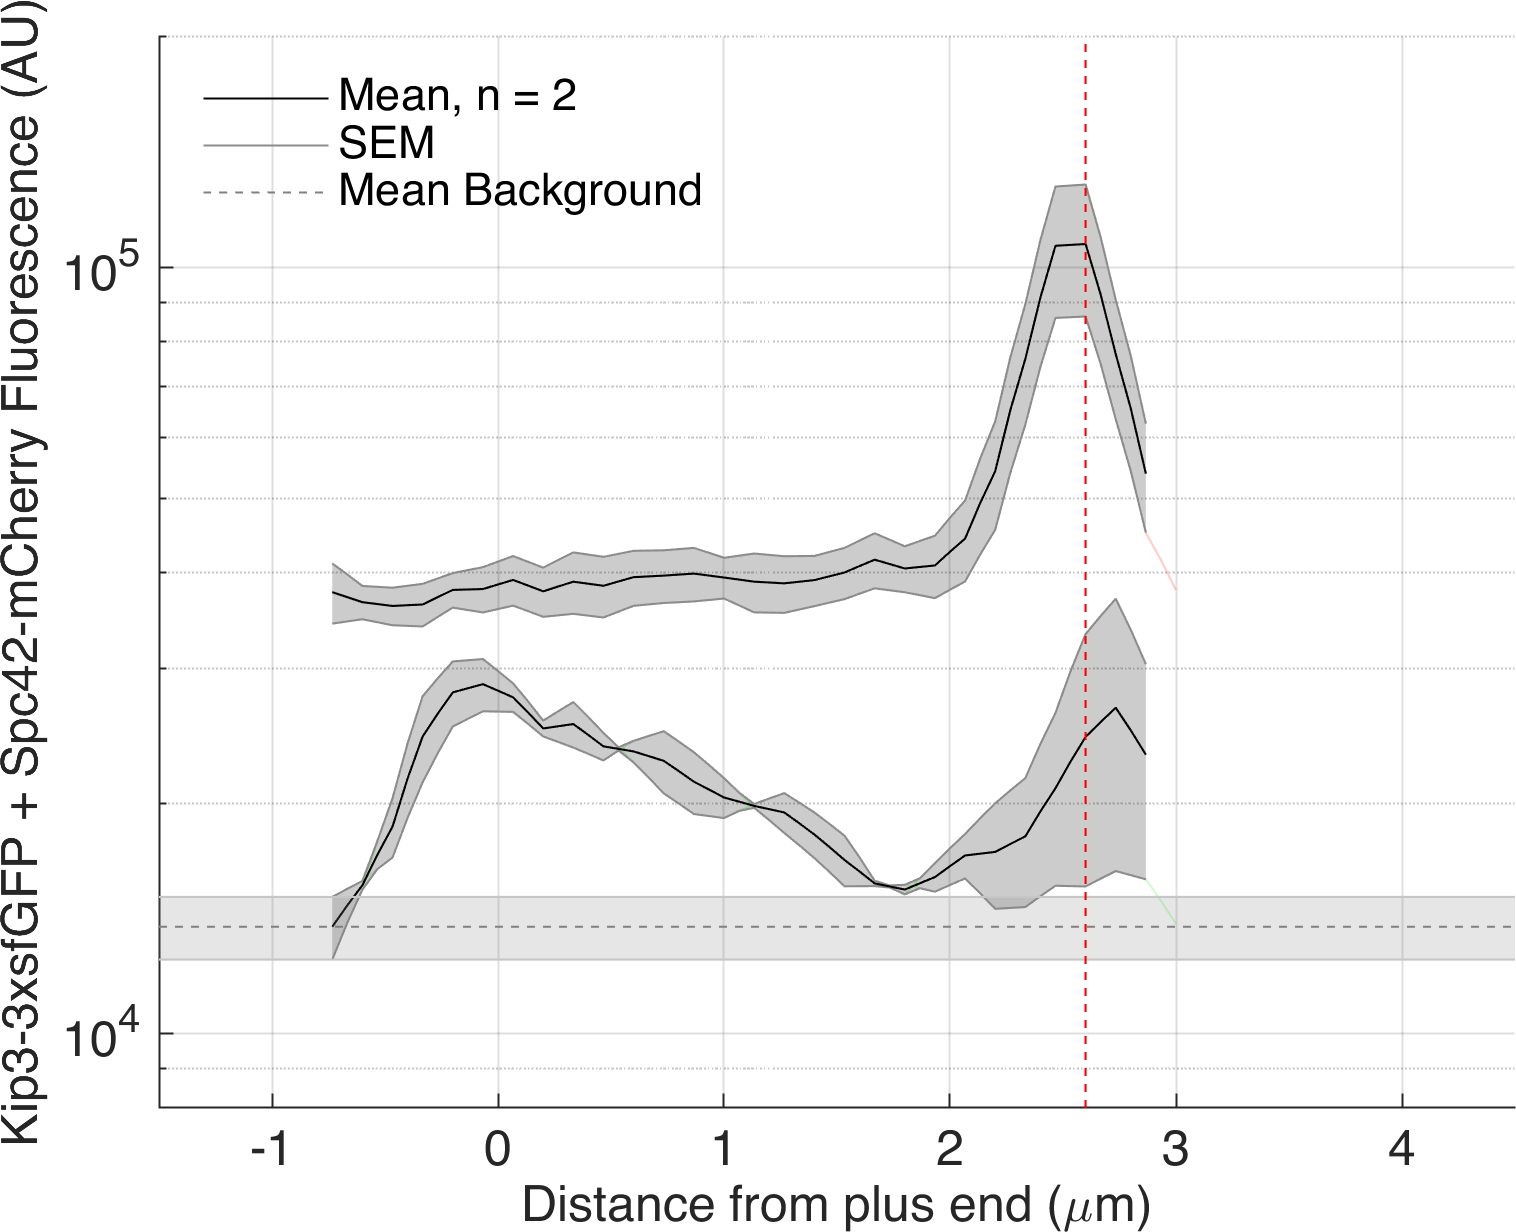 Kip3-3xsfGFP + Spc42-mCherry Fluorescence (AU)
Mean, n = 2
SEM
Mean Background
10^5
10^4
-1 0 1 2 3 4
Distance from plus end (μm)